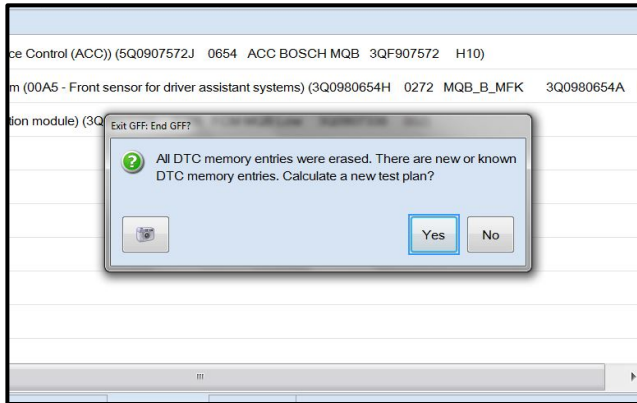 ce Control (ACC)) (5Q0907572J 0654 ACC BOSCH MQB 3QF907572 H10)
m (00A5 - Front sensor for driver assistant systems) (3Q0980654H 0272 MQB_B_MFK 3Q0980654A
tion module) (3Q
Exit GFF: End GFF?
All DTC memory entries were erased. There are new or known
DTC memory entries. Calculate a new test plan?
Yes No